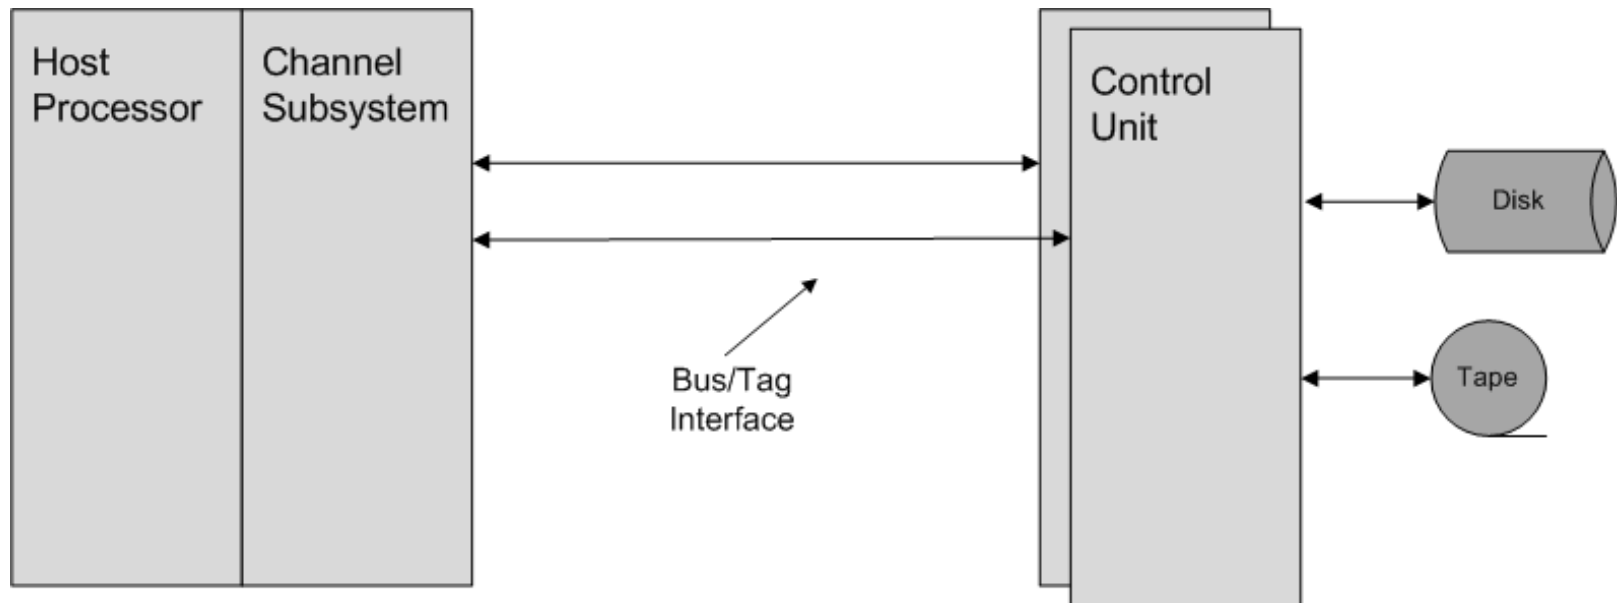 Host
Processor
Channel
Subsystem
Control
Unit
Disk
Bus/Tag
Interface
Tape